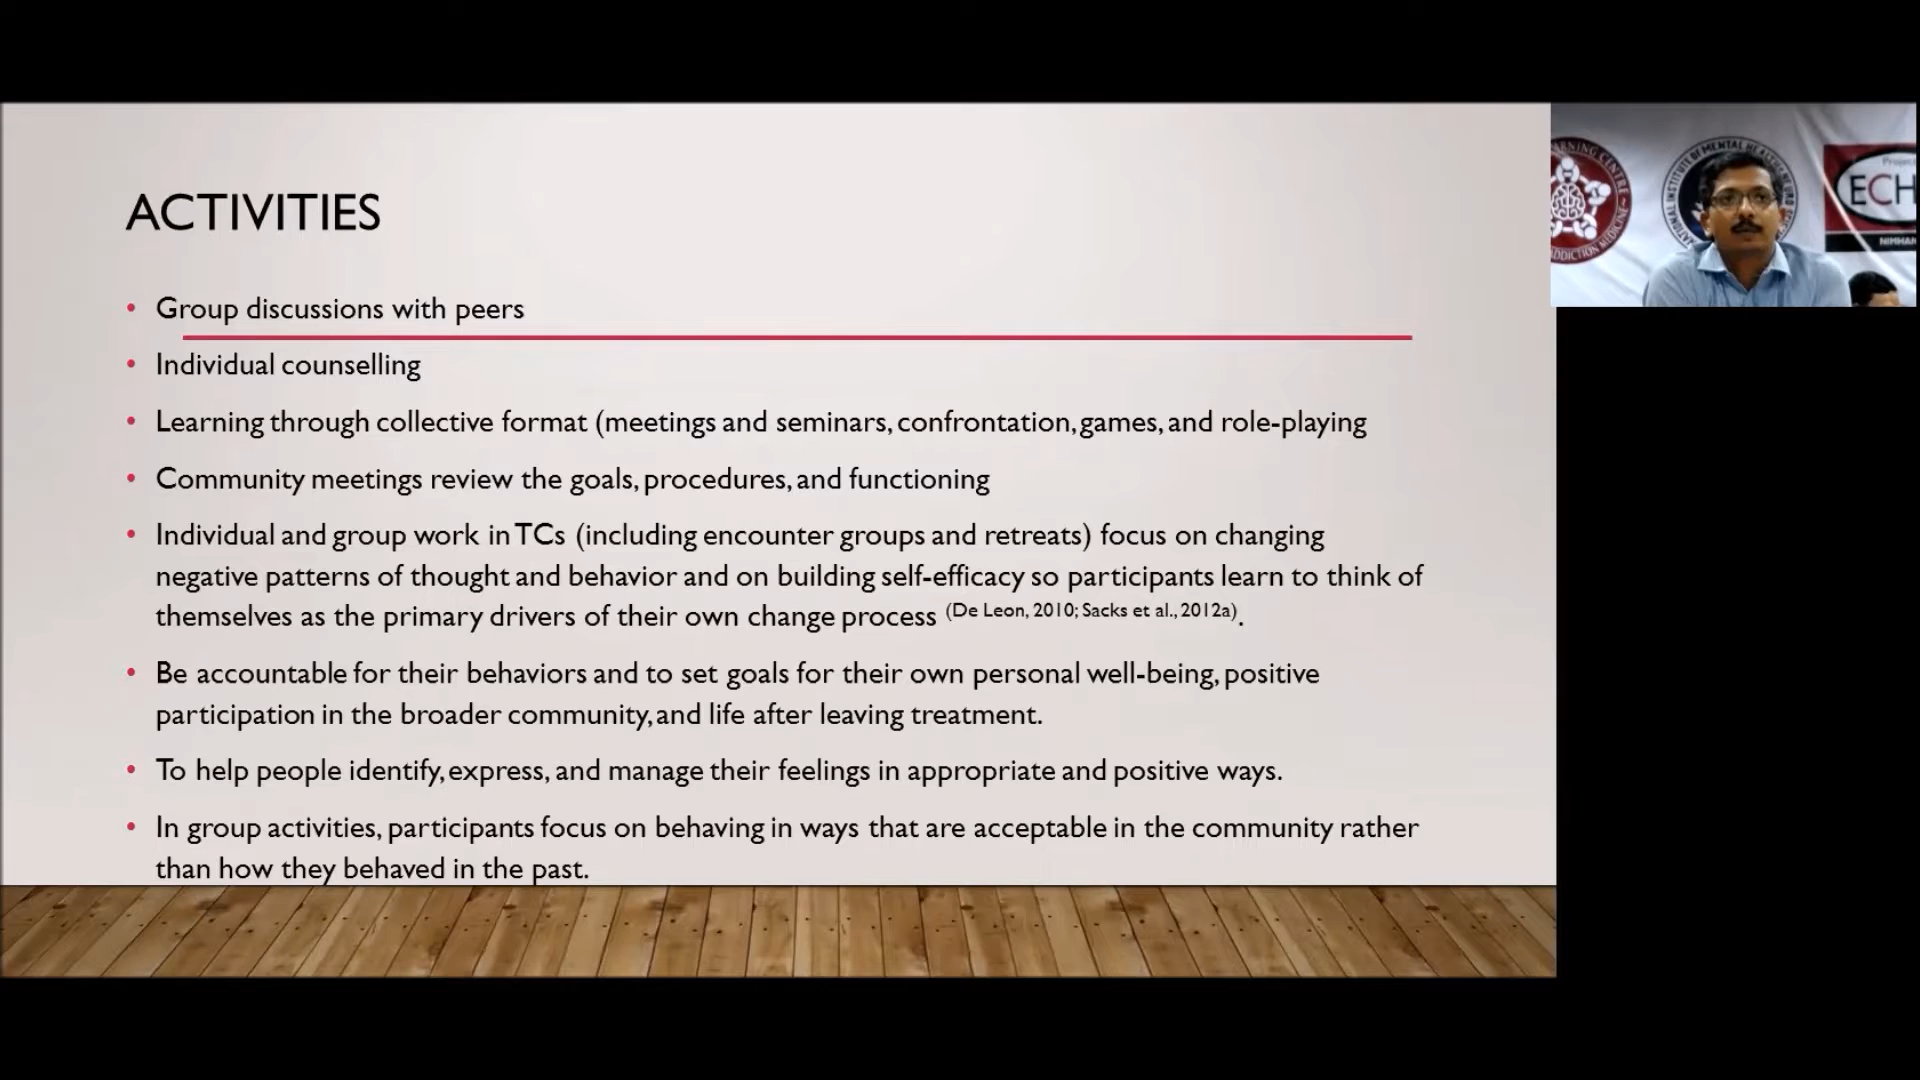 ACTIVITIES
• Group discussions with peers
• Individual counselling
• Learning through collective format (meetings and seminars, confrontation, games, and role-playing
• Community meetings review the goals, procedures, and functioning
• Individual and group work in TCs (including encounter groups and retreats) focus on changing
negative patterns of thought and behavior and on building self-efficacy so participants learn to think of
themselves as the primary drivers of their own change process (De Leon, 2010; Sacks et al., 2012a).
• Be accountable for their behaviors and to set goals for their own personal well-being, positive
participation in the broader community, and life after leaving treatment.
• To help people identify, express, and manage their feelings in appropriate and positive ways.
• In group activities, participants focus on behaving in ways that are acceptable in the community rather
than how they behaved in the past.
ADDICTION MEDICINE
INSTITUTE OF MENTAL HEALTH
ECH